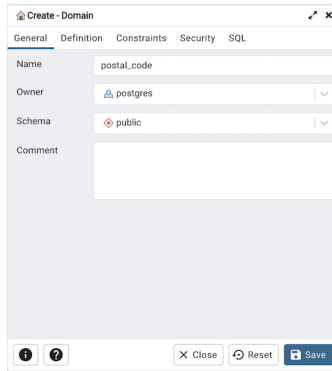 Create - Domain
General Definition Constraints Security SQL
Name postal_code
Owner postgres
Schema public
Comment
Close Reset Save